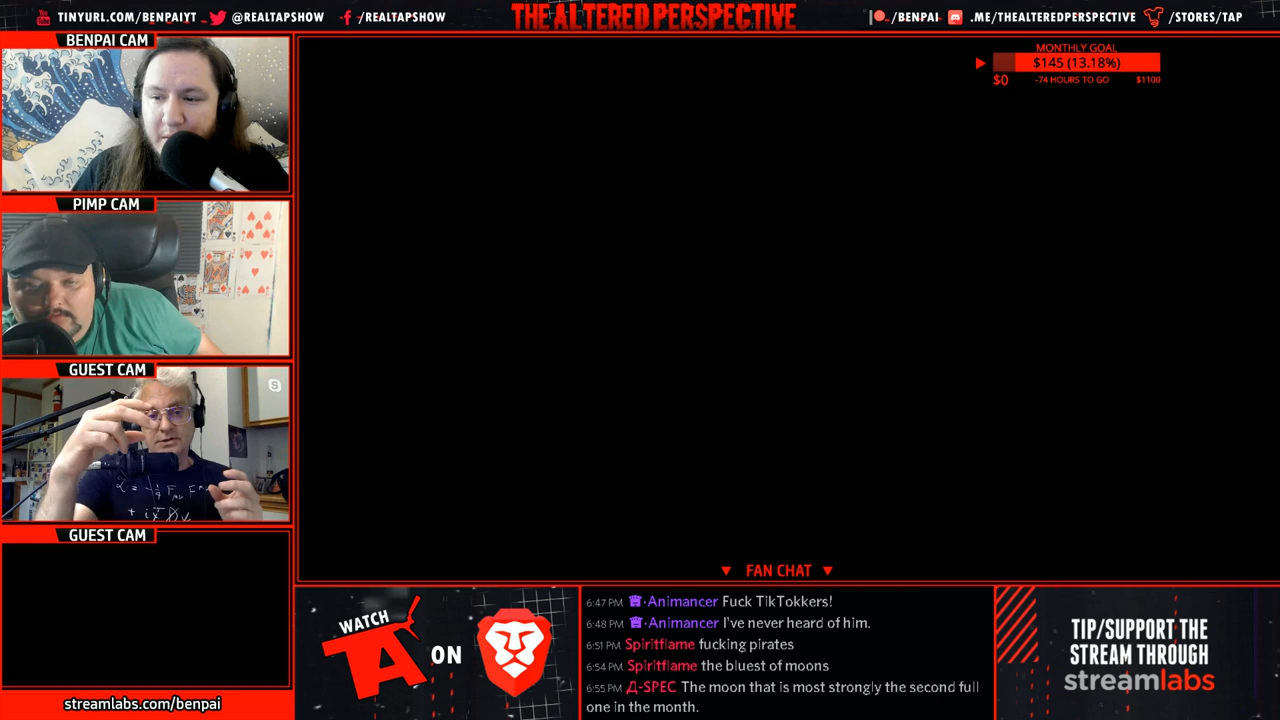 TINYURL.COM/BENPAIYT @REALTAPSHOW /REALTAPSHOW
THE ALTERED PERSPECTIVE
/BENPAI .ME/THEALTEREDPERSPECTIVE /STORES/TAP
BENPAI CAM
MONTHLY GOAL
$145 (13.18%)
$0 -74 HOURS TO GO $1100
PIMP CAM
GUEST CAM
GUEST CAM
streamlabs.com/benpai
▼ FAN CHAT ▼
WATCH
TA ON
6:47 PM Animancer Fuck TikTokkers!
6:48 PM Animancer I've never heard of him.
6:51 PM Spiritflame fucking pirates
6:54 PM Spiritflame the bluest of moons
6:55 PM Д-SPEC The moon that is most strongly the second full
one in the month.
TIP/SUPPORT THE
STREAM THROUGH
streamlabs